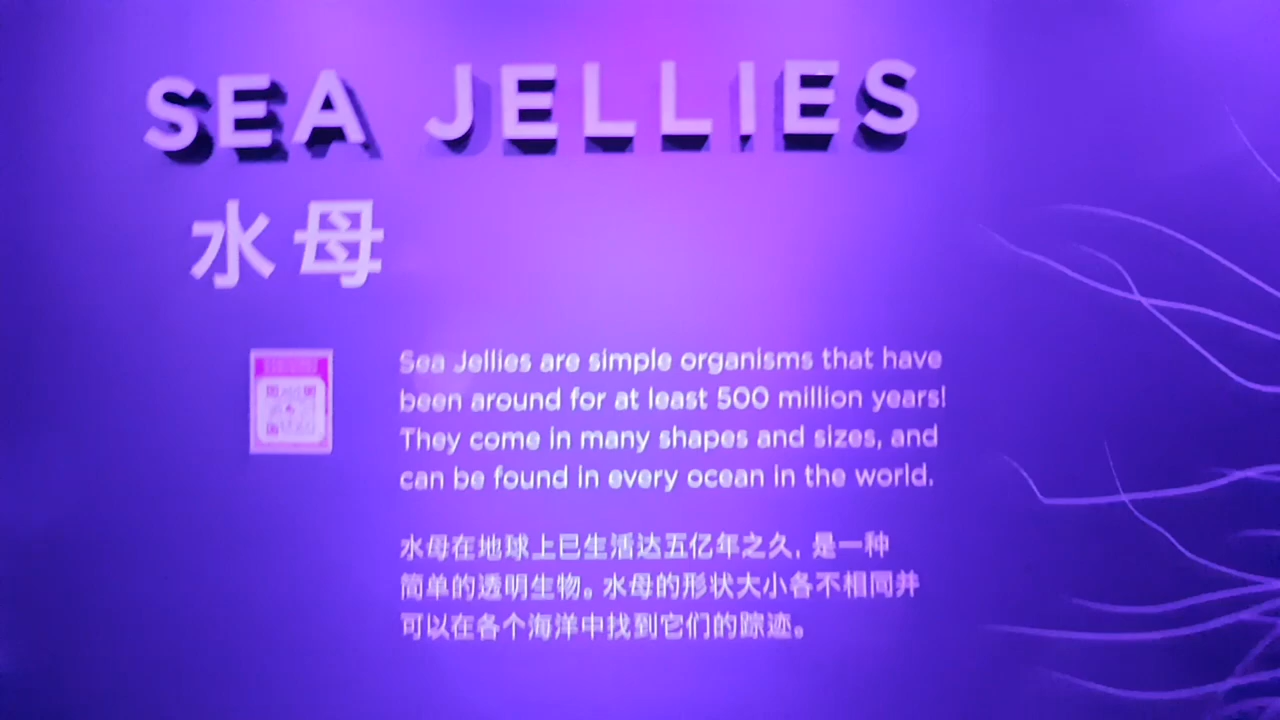 SEA JELLIES
水母
Sea Jellies are simple organisms that have
been around for at least 500 million years!
They come in many shapes and sizes, and
can be found in every ocean in the world.
水母在地球上已生活达五亿年之久, 是一种
简单的透明生物。水母的形状大小各不相同并
可以在各个海洋中找到它们的踪迹。